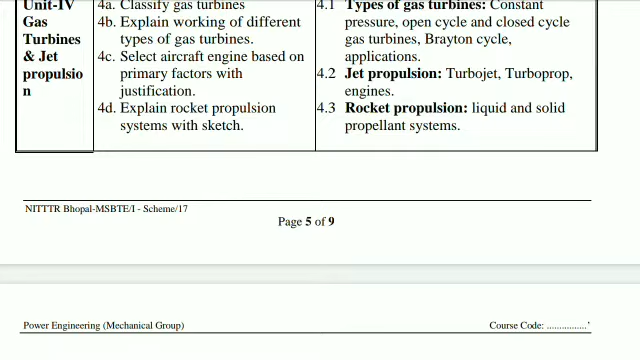 Unit-IV
Gas
Turbines
& Jet
propulsio
n
4a. Classify gas turbines
4b. Explain working of different
types of gas turbines.
4c. Select aircraft engine based on
primary factors with
justification.
4d. Explain rocket propulsion
systems with sketch.
4.1 Types of gas turbines: Constant
pressure, open cycle and closed cycle
gas turbines, Brayton cycle,
applications.
4.2 Jet propulsion: Turbojet, Turboprop,
engines.
4.3 Rocket propulsion: liquid and solid
propellant systems.
NITTTR Bhopal-MSBTE/I - Scheme/17
Page 5 of 9
Power Engineering (Mechanical Group)
Course Code: ................'